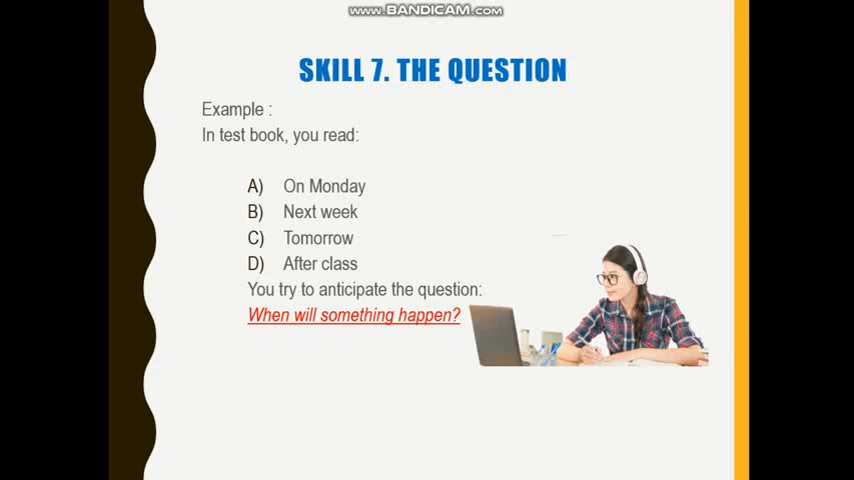 www.BANDICAM.com
SKILL 7. THE QUESTION
Example :
In test book, you read:
A) On Monday
B) Next week
C) Tomorrow
D) After class
You try to anticipate the question:
When will something happen?